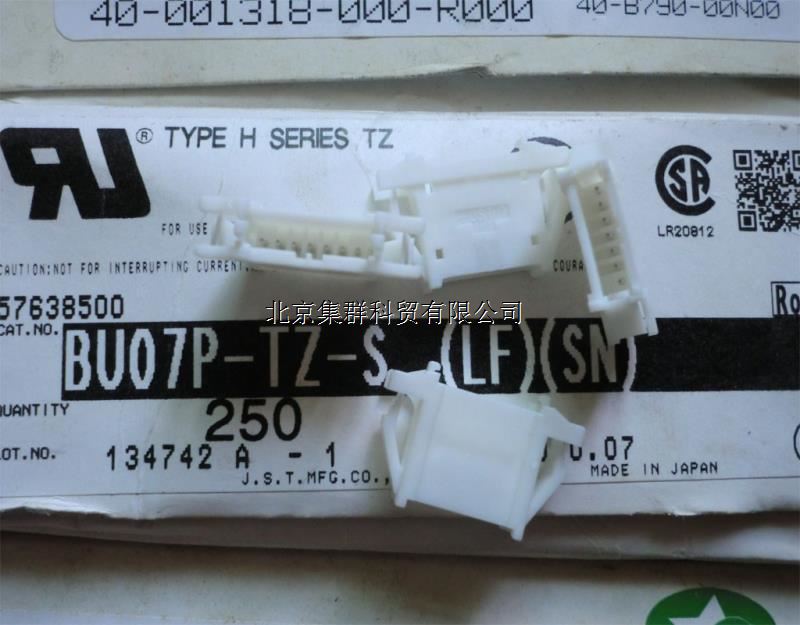 40-001318-000-R000 40-B790-00N00
® TYPE H SERIES TZ
FOR USE
LR20812
CAUTION:NOT FOR INTERRUPTING CURRENT.
57638500
北京集群科贸有限公司
CAT.NO.
BU07P-TZ-S (LF)(SN)
QUANTITY
250
LOT.NO.
134742 A - 1 0.07
MADE IN JAPAN
J.S.T.MFG.CO.,